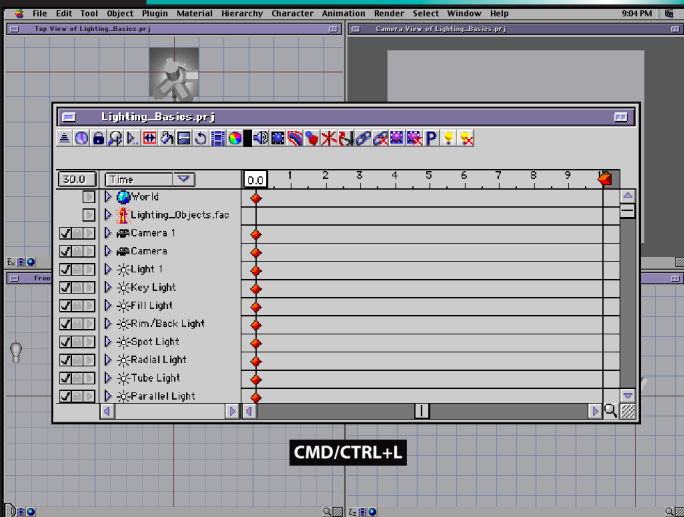 File Edit Tool Object Plugin Material Hierarchy Character Animation Render Select Window Help 9:04 PM
Top View of Lighting_Basics.prj
Camera View of Lighting_Basics.prj
Lighting_Basics.prj
P
30.0 Time 0.0 1 2 3 4 5 6 7 8 9
World
Lighting_Objects.fac
Camera 1
Camera
Light 1
Key Light
Fill Light
Rim/Back Light
Spot Light
Radial Light
Tube Light
Parallel Light
Fron
CMD/CTRL+L